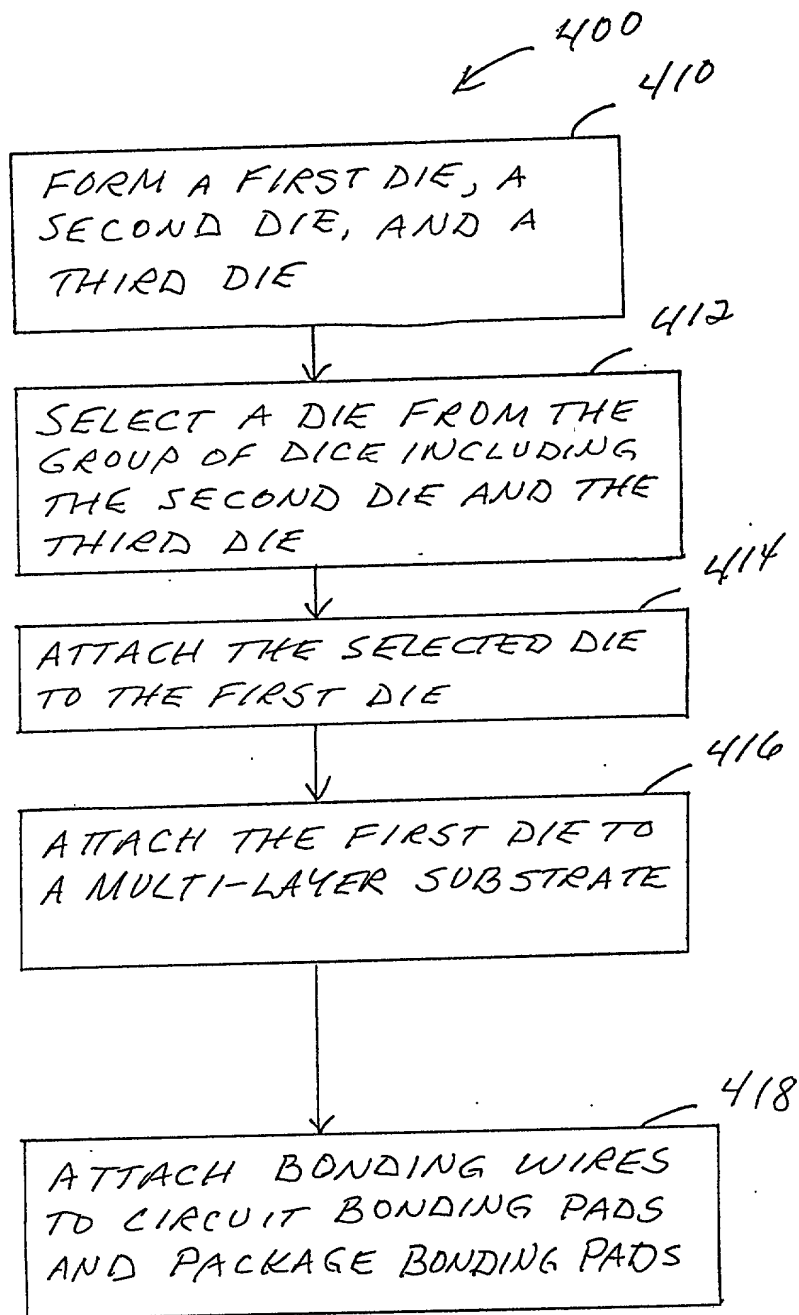 400
410
FORM A FIRST DIE, A
SECOND DIE, AND A
THIRD DIE
412
SELECT A DIE FROM THE
GROUP OF DICE INCLUDING
THE SECOND DIE AND THE
THIRD DIE
414
ATTACH THE SELECTED DIE
TO THE FIRST DIE
416
ATTACH THE FIRST DIE TO
A MULTI-LAYER SUBSTRATE
418
ATTACH BONDING WIRES
TO CIRCUIT BONDING PADS
AND PACKAGE BONDING PADS